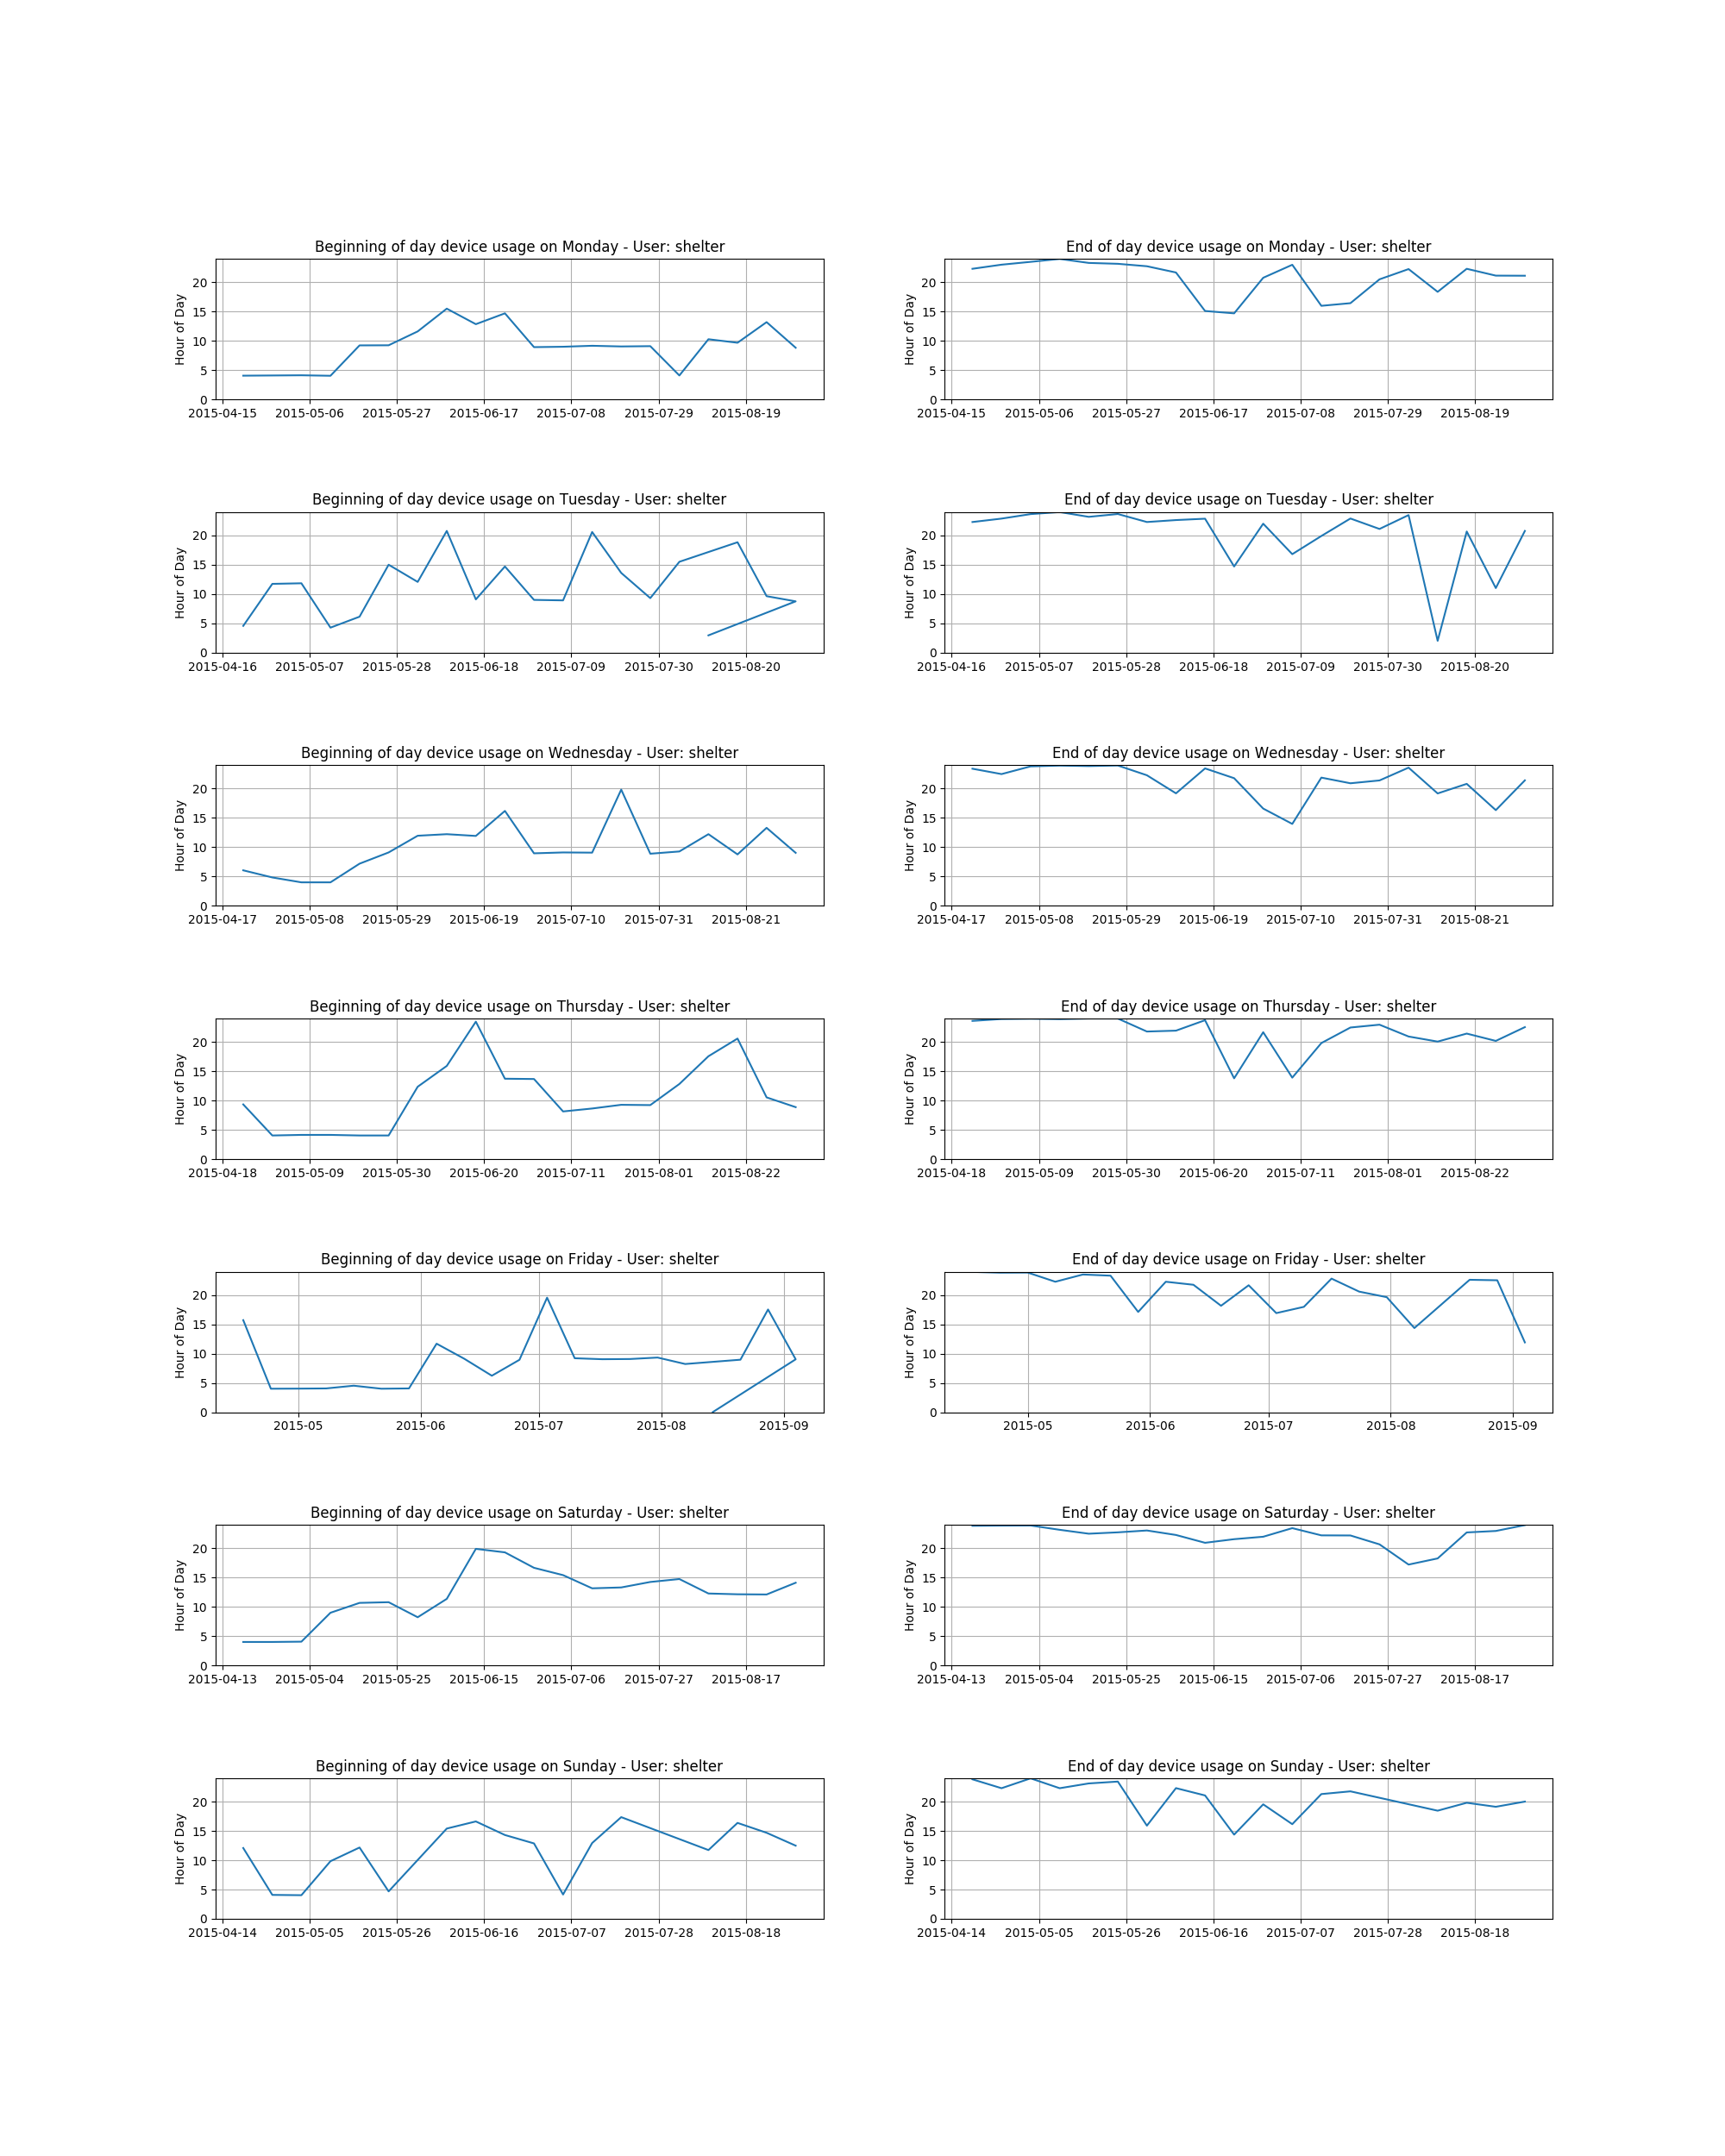 Beginning of day device usage on Monday - User: shelter
Hour of Day
20
15
10
5
0
2015-04-15 2015-05-06 2015-05-27 2015-06-17 2015-07-08 2015-07-29 2015-08-19
End of day device usage on Monday - User: shelter
Hour of Day
20
15
10
5
0
2015-04-15 2015-05-06 2015-05-27 2015-06-17 2015-07-08 2015-07-29 2015-08-19
Beginning of day device usage on Tuesday - User: shelter
Hour of Day
20
15
10
5
0
2015-04-16 2015-05-07 2015-05-28 2015-06-18 2015-07-09 2015-07-30 2015-08-20
End of day device usage on Tuesday - User: shelter
Hour of Day
20
15
10
5
0
2015-04-16 2015-05-07 2015-05-28 2015-06-18 2015-07-09 2015-07-30 2015-08-20
Beginning of day device usage on Wednesday - User: shelter
Hour of Day
20
15
10
5
0
2015-04-17 2015-05-08 2015-05-29 2015-06-19 2015-07-10 2015-07-31 2015-08-21
End of day device usage on Wednesday - User: shelter
Hour of Day
20
15
10
5
0
2015-04-17 2015-05-08 2015-05-29 2015-06-19 2015-07-10 2015-07-31 2015-08-21
Beginning of day device usage on Thursday - User: shelter
Hour of Day
20
15
10
5
0
2015-04-18 2015-05-09 2015-05-30 2015-06-20 2015-07-11 2015-08-01 2015-08-22
End of day device usage on Thursday - User: shelter
Hour of Day
20
15
10
5
0
2015-04-18 2015-05-09 2015-05-30 2015-06-20 2015-07-11 2015-08-01 2015-08-22
Beginning of day device usage on Friday - User: shelter
Hour of Day
20
15
10
5
0
2015-05 2015-06 2015-07 2015-08 2015-09
End of day device usage on Friday - User: shelter
Hour of Day
20
15
10
5
0
2015-05 2015-06 2015-07 2015-08 2015-09
Beginning of day device usage on Saturday - User: shelter
Hour of Day
20
15
10
5
0
2015-04-13 2015-05-04 2015-05-25 2015-06-15 2015-07-06 2015-07-27 2015-08-17
End of day device usage on Saturday - User: shelter
Hour of Day
20
15
10
5
0
2015-04-13 2015-05-04 2015-05-25 2015-06-15 2015-07-06 2015-07-27 2015-08-17
Beginning of day device usage on Sunday - User: shelter
Hour of Day
20
15
10
5
0
2015-04-14 2015-05-05 2015-05-26 2015-06-16 2015-07-07 2015-07-28 2015-08-18
End of day device usage on Sunday - User: shelter
Hour of Day
20
15
10
5
0
2015-04-14 2015-05-05 2015-05-26 2015-06-16 2015-07-07 2015-07-28 2015-08-18